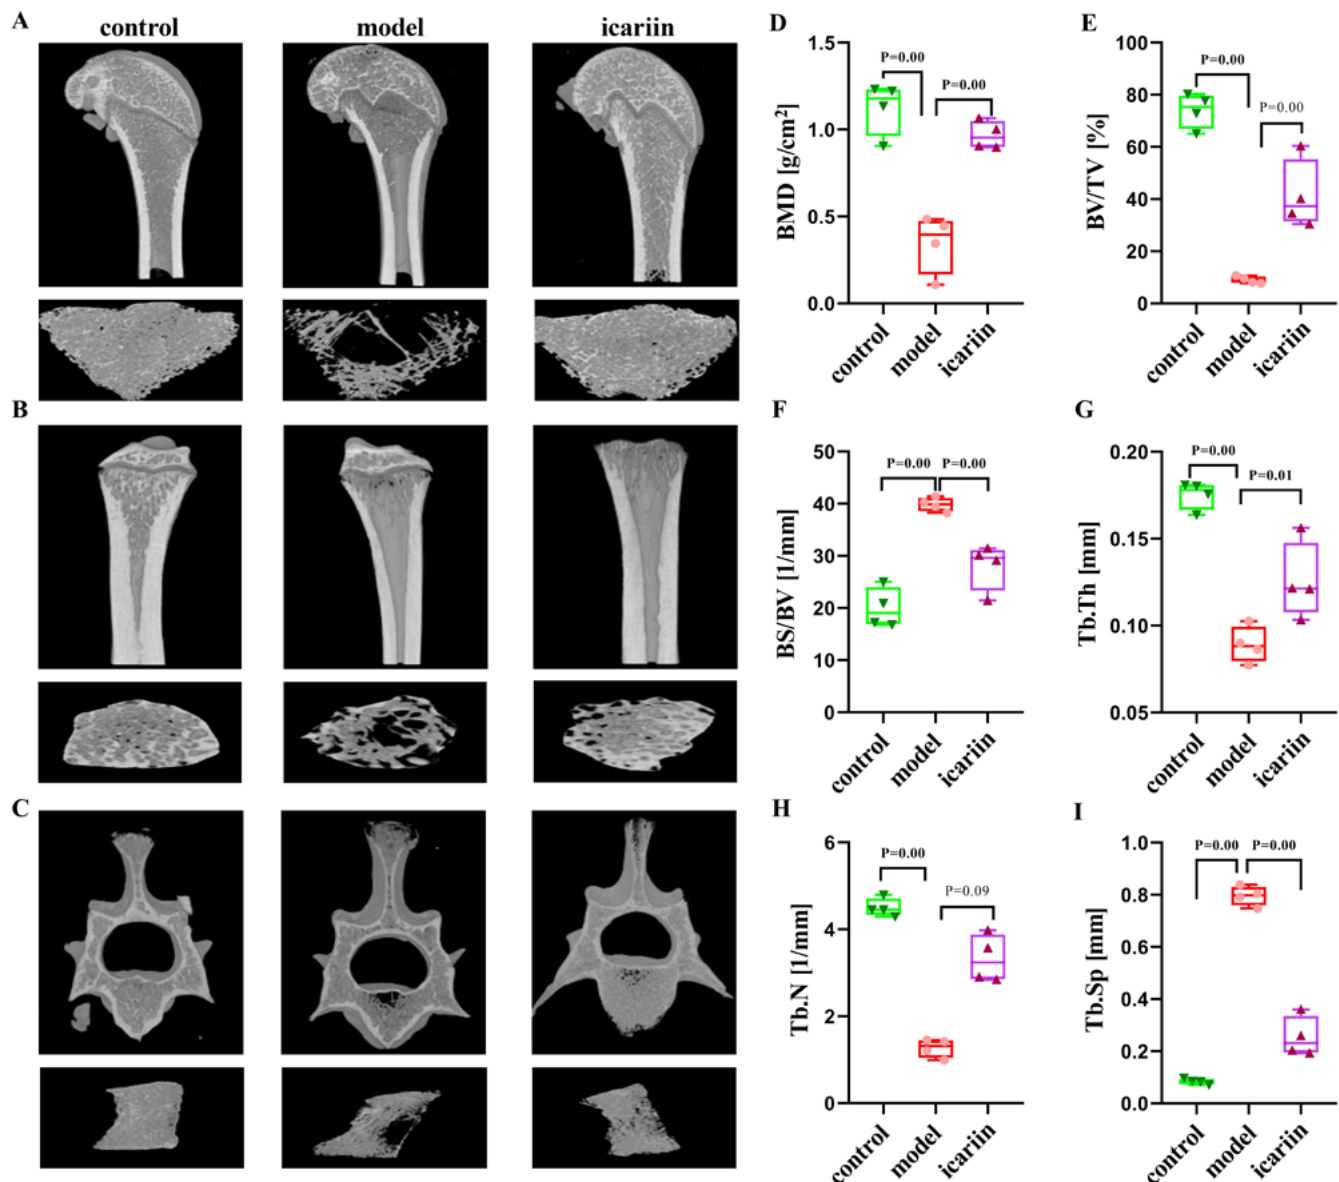 A
control
model
icariin
B
C
D
1.5
1.0
0.5
0.0
BMD [g/cm²]
P=0.00
P=0.00
control
model
icariin
E
100
80
60
40
20
0
BV/TV [%]
P=0.00
P=0.00
control
model
icariin
F
50
40
30
20
10
0
BS/BV [1/mm]
P=0.00
P=0.00
control
model
icariin
G
0.20
0.15
0.10
0.05
Tb.Th [mm]
P=0.00
P=0.01
control
model
icariin
H
6
4
2
0
Tb.N [1/mm]
P=0.00
P=0.09
control
model
icariin
I
1.0
0.8
0.6
0.4
0.2
0.0
Tb.Sp [mm]
P=0.00
P=0.00
control
model
icariin